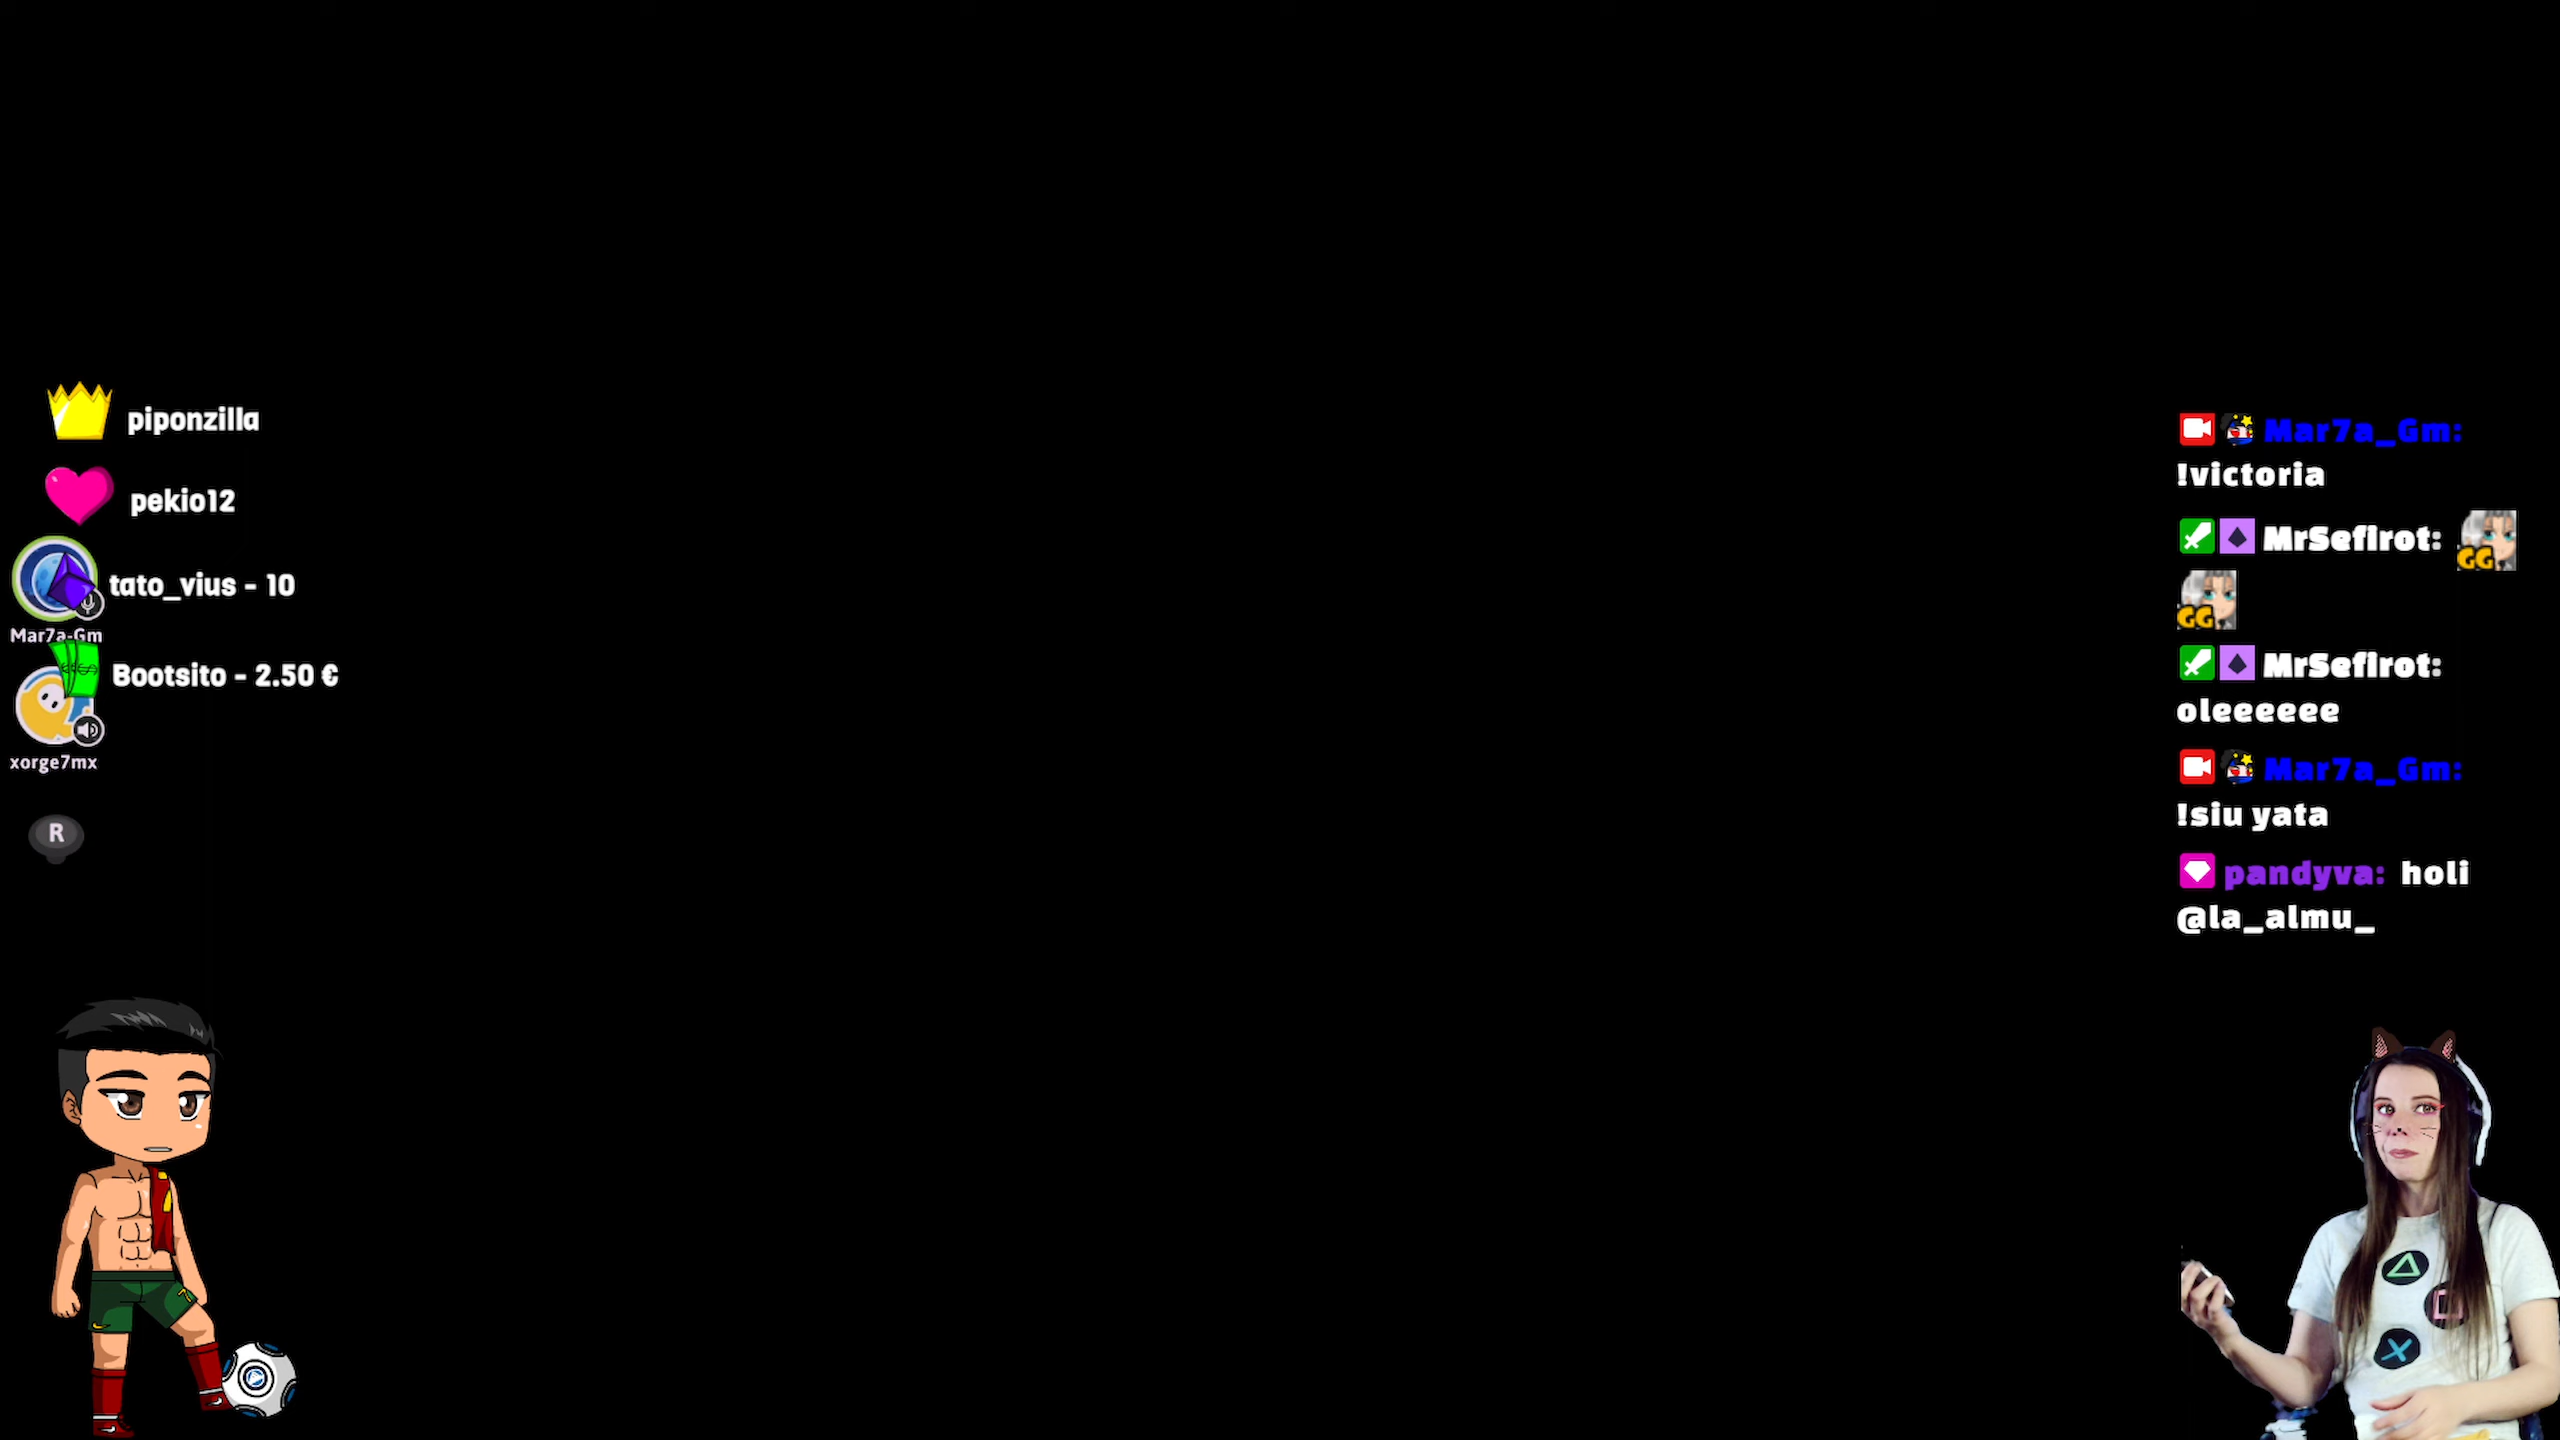 piponzilla
pekio12
tato_vius - 10
Mar7a-Gm
Bootsito - 2.50 €
xorge7mx
R
Mar7a_Gm:
!victoria
MrSefirot:
GG
GG
MrSefirot:
oleeeeee
Mar7a_Gm:
!siu yata
pandyva: holi
@la_almu_
7